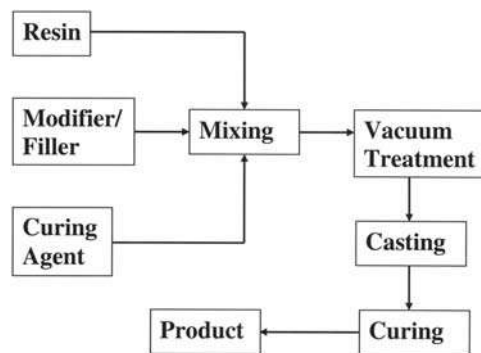 Resin
Modifier/
Filler
Mixing
Vacuum
Treatment
Curing
Agent
Casting
Product
Curing